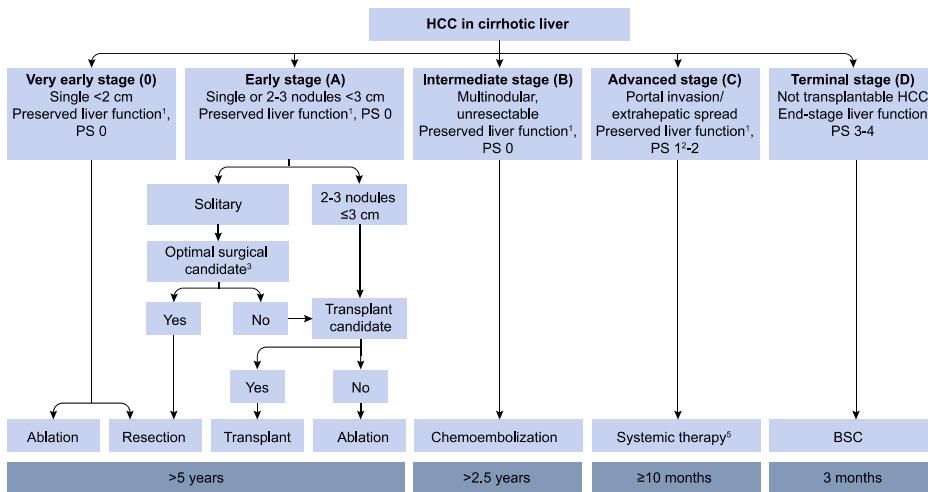 HCC in cirrhotic liver
Very early stage (0)
Single <2 cm
Preserved liver function¹,
PS 0
Early stage (A)
Single or 2-3 nodules <3 cm
Preserved liver function¹, PS 0
Intermediate stage (B)
Multinodular,
unresectable
Preserved liver function¹,
PS 0
Advanced stage (C)
Portal invasion/
extrahepatic spread
Preserved liver function¹,
PS 1²-2
Terminal stage (D)
Not transplantable HCC
End-stage liver function
PS 3-4
Solitary
2-3 nodules
≤3 cm
Optimal surgical
candidate³
Yes
No
Transplant
candidate
Yes
No
Ablation
Resection
Transplant
Ablation
Chemoembolization
Systemic therapy⁵
BSC
>5 years
>2.5 years
≥10 months
3 months